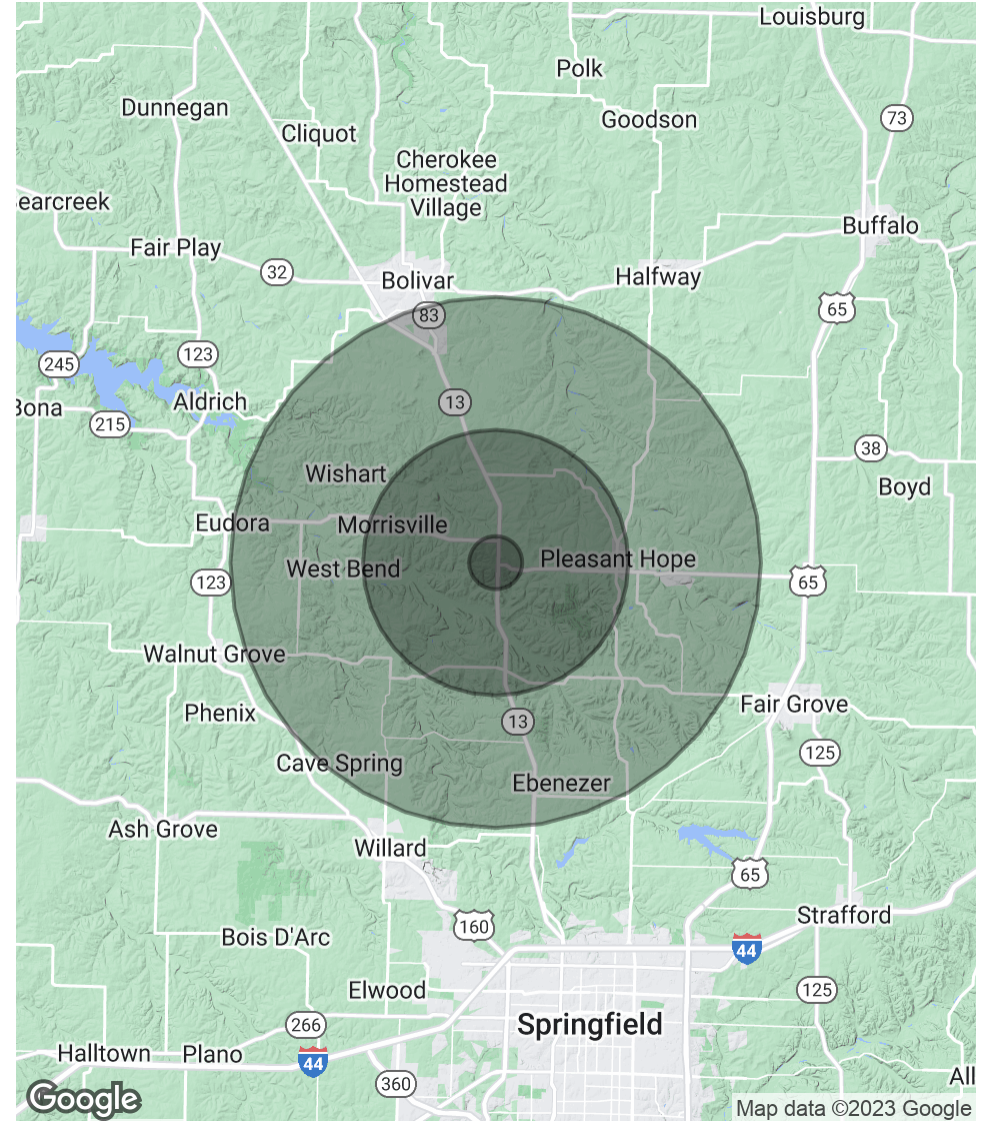 Louisburg
Polk
Dunnegan
Goodson
73
Cliquot
Cherokee
Homestead
Village
earcreek
Buffalo
Fair Play
32
Bolivar
Halfway
83
65
123
245
Aldrich
13
Bona
215
38
Wishart
Boyd
Eudora
Morrisville
Pleasant Hope
West Bend
123
65
Walnut Grove
Fair Grove
Phenix
13
125
Cave Spring
Ebenezer
Ash Grove
Willard
65
Strafford
160
Bois D'Arc
44
Elwood
125
266
Springfield
Halltown
Plano
44
All
360
Google
Map data ©2023 Google